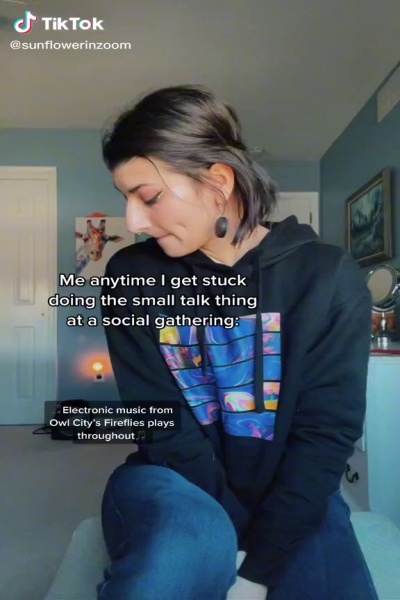 TikTok
@sunflowerinzoom
Me anytime I get stuck
doing the small talk thing
at a social gathering:
🎵Electronic music from
Owl City's Fireflies plays
throughout🎵